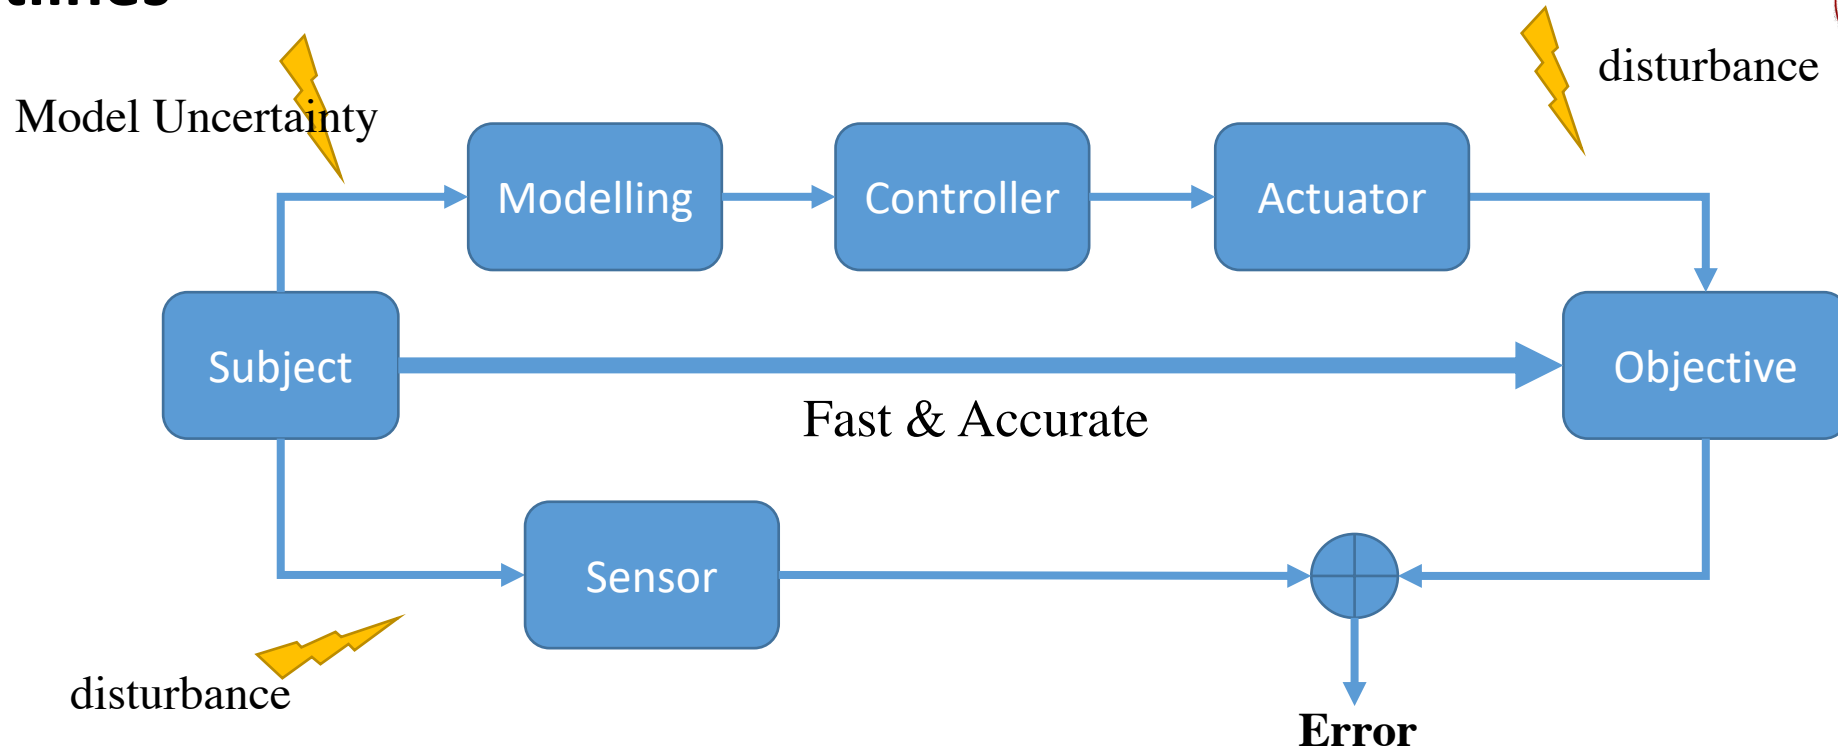 disturbance
Model Uncertainty
Modelling
Controller
Actuator
Subject
Objective
Fast & Accurate
Sensor
disturbance
Error